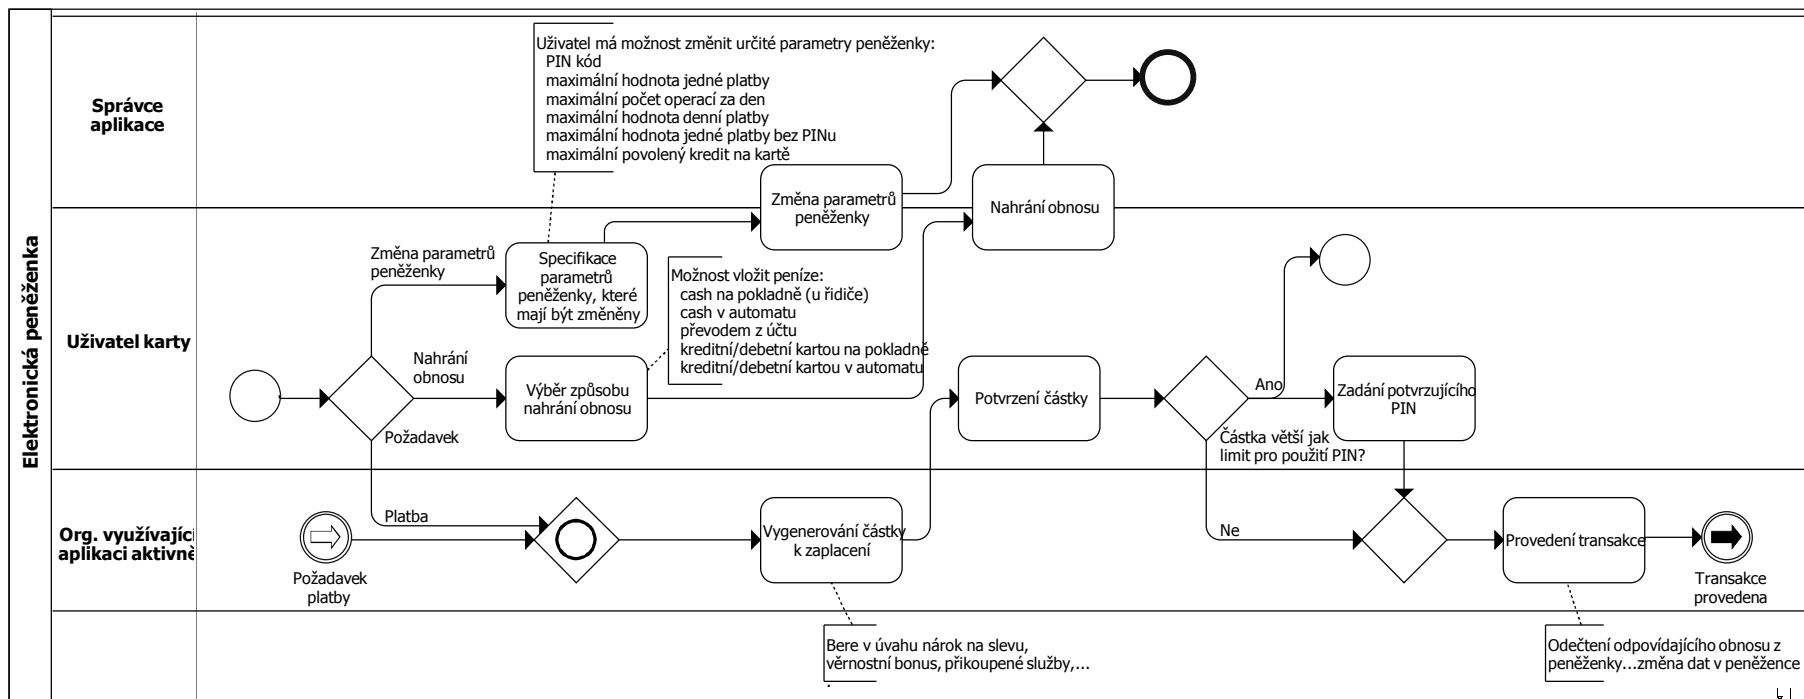 Elektronická peněženka
Správce
aplikace
Uživatel má možnost změnit určité parametry peněženky:
PIN kód
maximální hodnota jedné platby
maximální počet operací za den
maximální hodnota denní platby
maximální hodnota jedné platby bez PINu
maximální povolený kredit na kartě
Změna parametrů
peněženky
Nahrání obnosu
Uživatel karty
Změna parametrů
peněženky
Specifikace
parametrů
peněženky, které
mají být změněny
Možnost vložit peníze:
cash na pokladně (u řidiče)
cash v automatu
převodem z účtu
kreditní/debetní kartou na pokladně
kreditní/debetní kartou v automatu
Nahrání
obnosu
Výběr způsobu
nahrání obnosu
Požadavek
Potvrzení částky
Ano
Částka větší jak
limit pro použití PIN?
Zadání potvrzujícího
PIN
Org. využívající
aplikaci aktivně
Platba
Požadavek
platby
Vygenerování částky
k zaplacení
Ne
Provedení transakce
Transakce
provedena
Bere v úvahu nárok na slevu,
věrnostní bonus, přikoupené služby,...
.
Odečtení odpovídajícího obnosu z
peněženky...změna dat v peněžence